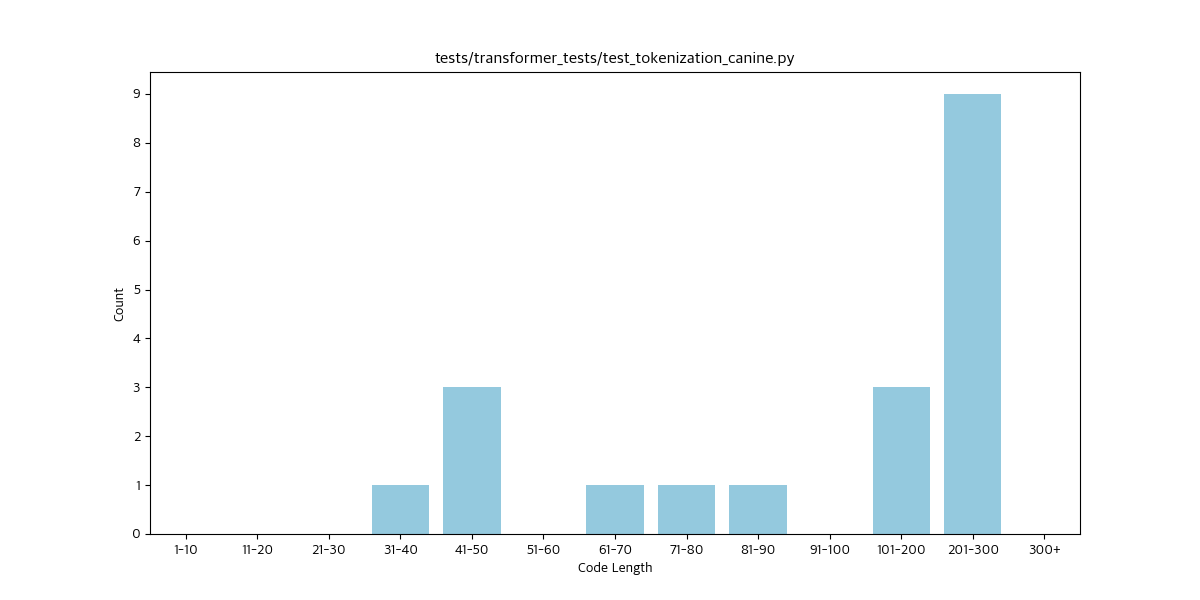 tests/transformer_tests/test_tokenization_canine.py
9
8
7
6
5
4
3
2
1
0
Count
1-10 11-20 21-30 31-40 41-50 51-60 61-70 71-80 81-90 91-100 101-200 201-300 300+
Code Length